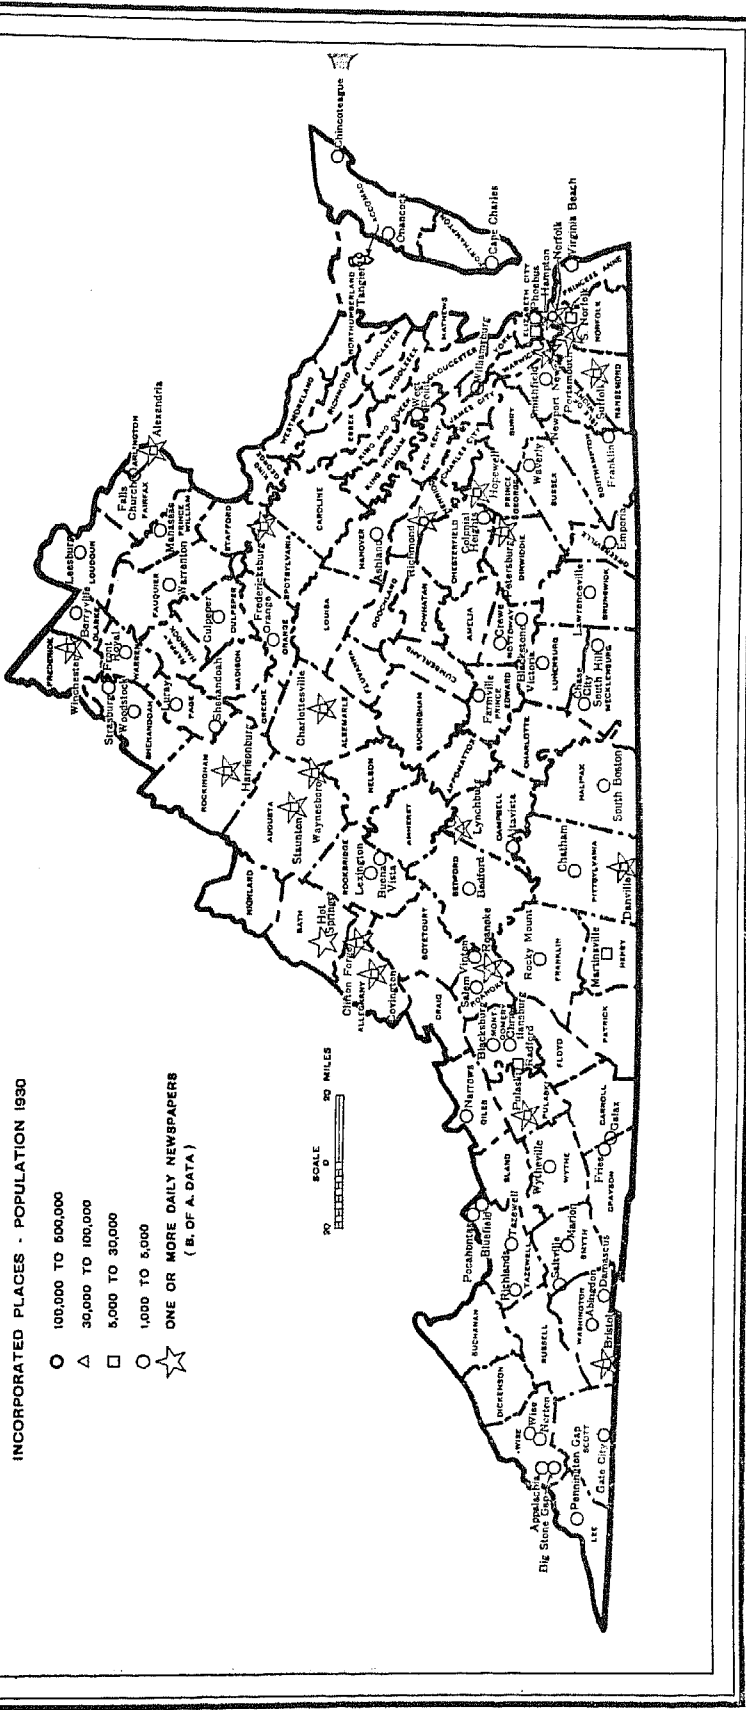 INCORPORATED PLACES - POPULATION 1930
100,000 TO 500,000
30,000 TO 100,000
5,000 TO 30,000
1,000 TO 5,000
ONE OR MORE DAILY NEWSPAPERS
( B. OF A. DATA )
SCALE
20 0 20 MILES
FREDERICK
Winchester
CLARKE
Berryville
LOUDOUN
Leesburg
Strasburg
Front
Royal
WARREN
Woodstock
SHENANDOAH
Falls
Church
ARLINGTON
Alexandria
FAIRFAX
Manassas
PRINCE
WILLIAM
FAUQUIER
Warrenton
Luray
PAGE
Shenandoah
Culpeper
CULPEPER
MADISON
STAFFORD
Fredericksburg
KING
GEORGE
ROCKINGHAM
Harrisonburg
GREENE
Orange
ORANGE
SPOTSYLVANIA
WESTMORELAND
AUGUSTA
Staunton
Waynesboro
Charlottesville
ALBEMARLE
LOUISA
CAROLINE
RICHMOND
NORTHUMBERLAND
LANCASTER
ESSEX
MIDDLESEX
HIGHLAND
BATH
Hot
Springs
ROCKBRIDGE
Lexington
Buena
Vista
NELSON
FLUVANNA
GOOCHLAND
HANOVER
Ashland
KING AND QUEEN
KING WILLIAM
West
Point
GLOUCESTER
MATHEWS
Chincoteague
ACCOMAC
Onancock
Tangier
NORTHAMPTON
Cape Charles
Clifton Forge
ALLEGHANY
Covington
AMHERST
BUCKINGHAM
CUMBERLAND
POWHATAN
Richmond
NEW KENT
CHARLES CITY
JAMES CITY
Williamsburg
YORK
WARWICK
CRAIG
BOTETOURT
BEDFORD
Bedford
Lynchburg
CAMPBELL
Altavista
APPOMATTOX
Farmville
PRINCE
EDWARD
AMELIA
CHESTERFIELD
Colonial
Heights
Hopewell
PRINCE
GEORGE
Petersburg
DINWIDDIE
SURRY
ELIZABETH CITY
Phoebus
Hampton
Norfolk
Virginia Beach
PRINCESS ANNE
Narrows
GILES
Blacksburg
Salem
Vinton
Roanoke
ROANOKE
CHARLOTTE
Crewe
NOTTOWAY
Blackstone
Victoria
LUNENBURG
SUSSEX
Waverly
Smithfield
Newport News
Portsmouth
S. Norfolk
NORFOLK
Suffolk
NANSEMOND
Pocahontas
Bluefield
BLAND
Pulaski
PULASKI
Radford
FLOYD
Rocky Mount
FRANKLIN
Chatham
PITTSYLVANIA
HALIFAX
South Boston
Chase
City
South Hill
MECKLENBURG
Lawrenceville
BRUNSWICK
GREENSVILLE
Emporia
SOUTHAMPTON
Franklin
BUCHANAN
Richlands
Tazewell
TAZEWELL
Wytheville
WYTHE
CARROLL
Galax
PATRICK
Martinsville
HENRY
Danville
DICKENSON
RUSSELL
Saltville
Marion
SMYTH
Fries
GRAYSON
WISE
Wise
Norton
WASHINGTON
Abingdon
Damascus
Bristol
Appalachia
Big Stone Gap
Pennington Gap
SCOTT
Gate City
LEE